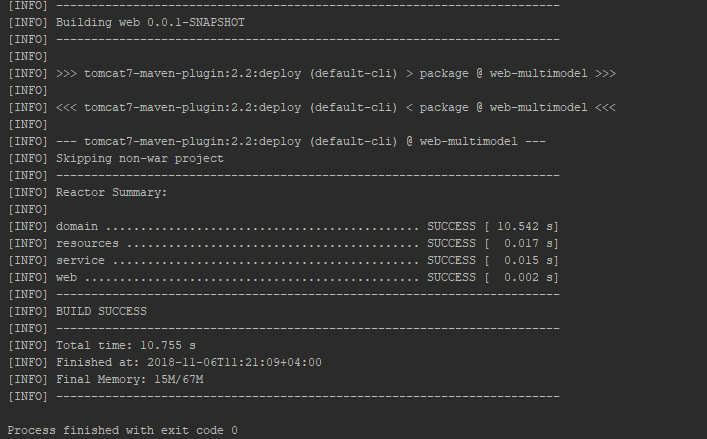 [INFO] ------------------------------------------------------------------------
[INFO] Building web 0.0.1-SNAPSHOT
[INFO] ------------------------------------------------------------------------
[INFO]
[INFO] >>> tomcat7-maven-plugin:2.2:deploy (default-cli) > package @ web-multimodel >>>
[INFO]
[INFO] <<< tomcat7-maven-plugin:2.2:deploy (default-cli) < package @ web-multimodel <<<
[INFO]
[INFO] --- tomcat7-maven-plugin:2.2:deploy (default-cli) @ web-multimodel ---
[INFO] Skipping non-war project
[INFO] ------------------------------------------------------------------------
[INFO] Reactor Summary:
[INFO]
[INFO] domain ............................................. SUCCESS [ 10.542 s]
[INFO] resources .......................................... SUCCESS [  0.017 s]
[INFO] service ............................................ SUCCESS [  0.015 s]
[INFO] web ................................................ SUCCESS [  0.002 s]
[INFO] ------------------------------------------------------------------------
[INFO] BUILD SUCCESS
[INFO] ------------------------------------------------------------------------
[INFO] Total time: 10.755 s
[INFO] Finished at: 2018-11-06T11:21:09+04:00
[INFO] Final Memory: 15M/67M
[INFO] ------------------------------------------------------------------------
Process finished with exit code 0